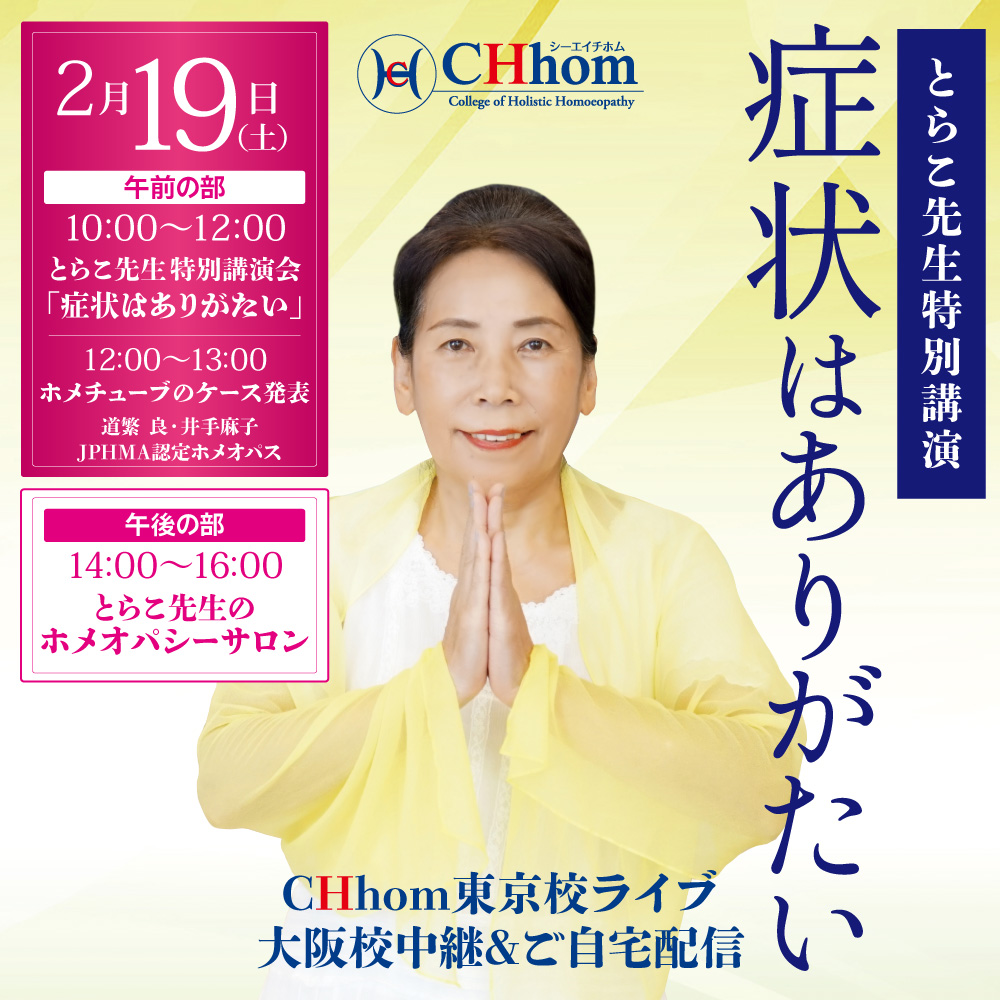 2月19日(土)
午前の部
10:00〜12:00
とらこ先生 特別講演会
「症状はありがたい」
12:00〜13:00
ホメチューブのケース発表
道繁 良・井手麻子
JPHMA認定ホメオパス
午後の部
14:00〜16:00
とらこ先生の
ホメオパシーサロン
シーエイチホム
CHhom
College of Holistic Homoeopathy
とらこ先生特別講演
症状はありがたい
CHhom東京校ライブ
大阪校中継&ご自宅配信